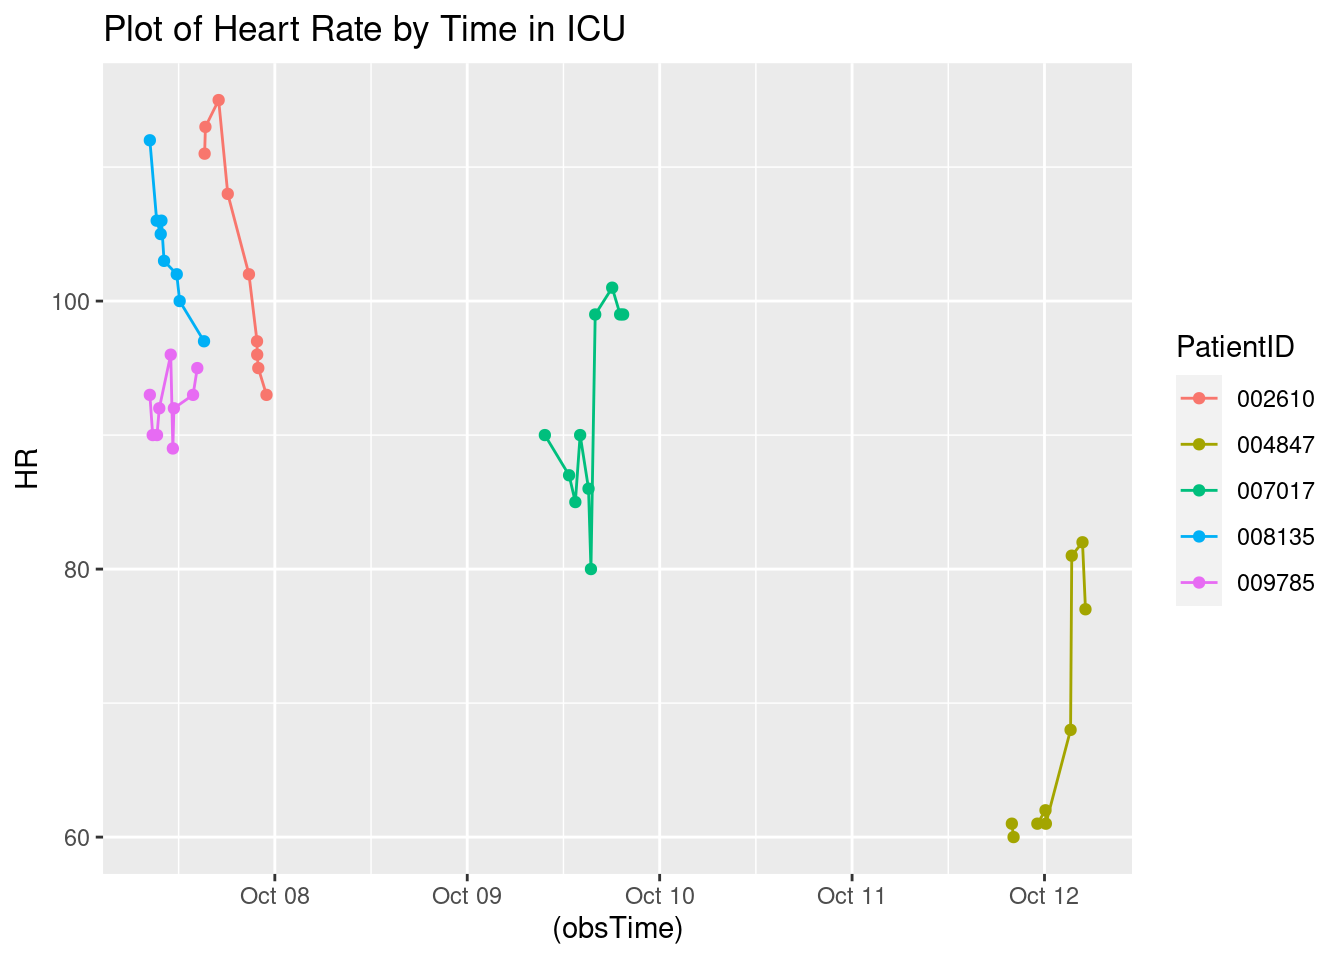 Plot of Heart Rate by Time in ICU
HR
100
80
60
Oct 08
Oct 09
Oct 10
Oct 11
Oct 12
(obsTime)
PatientID
002610
004847
007017
008135
009785